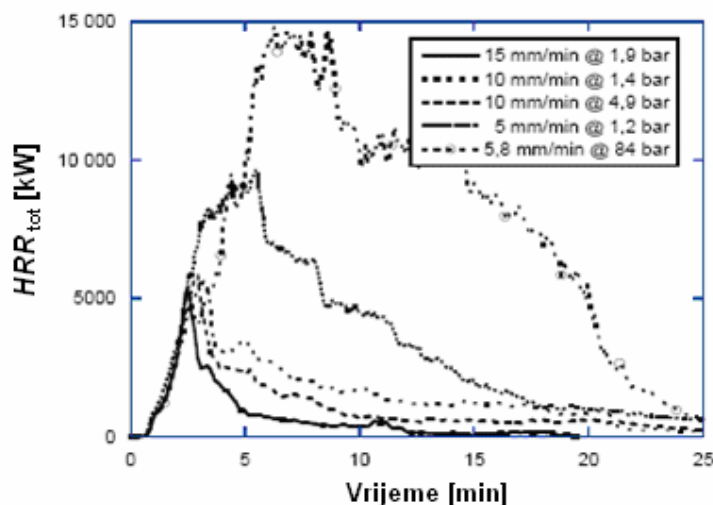 15 000
10 000
5000
0
HRRtot [kW]
15 mm/min @ 1,9 bar
10 mm/min @ 1,4 bar
10 mm/min @ 4,9 bar
5 mm/min @ 1,2 bar
5,8 mm/min @ 84 bar
0 5 10 15 20 25
Vrijeme [min]